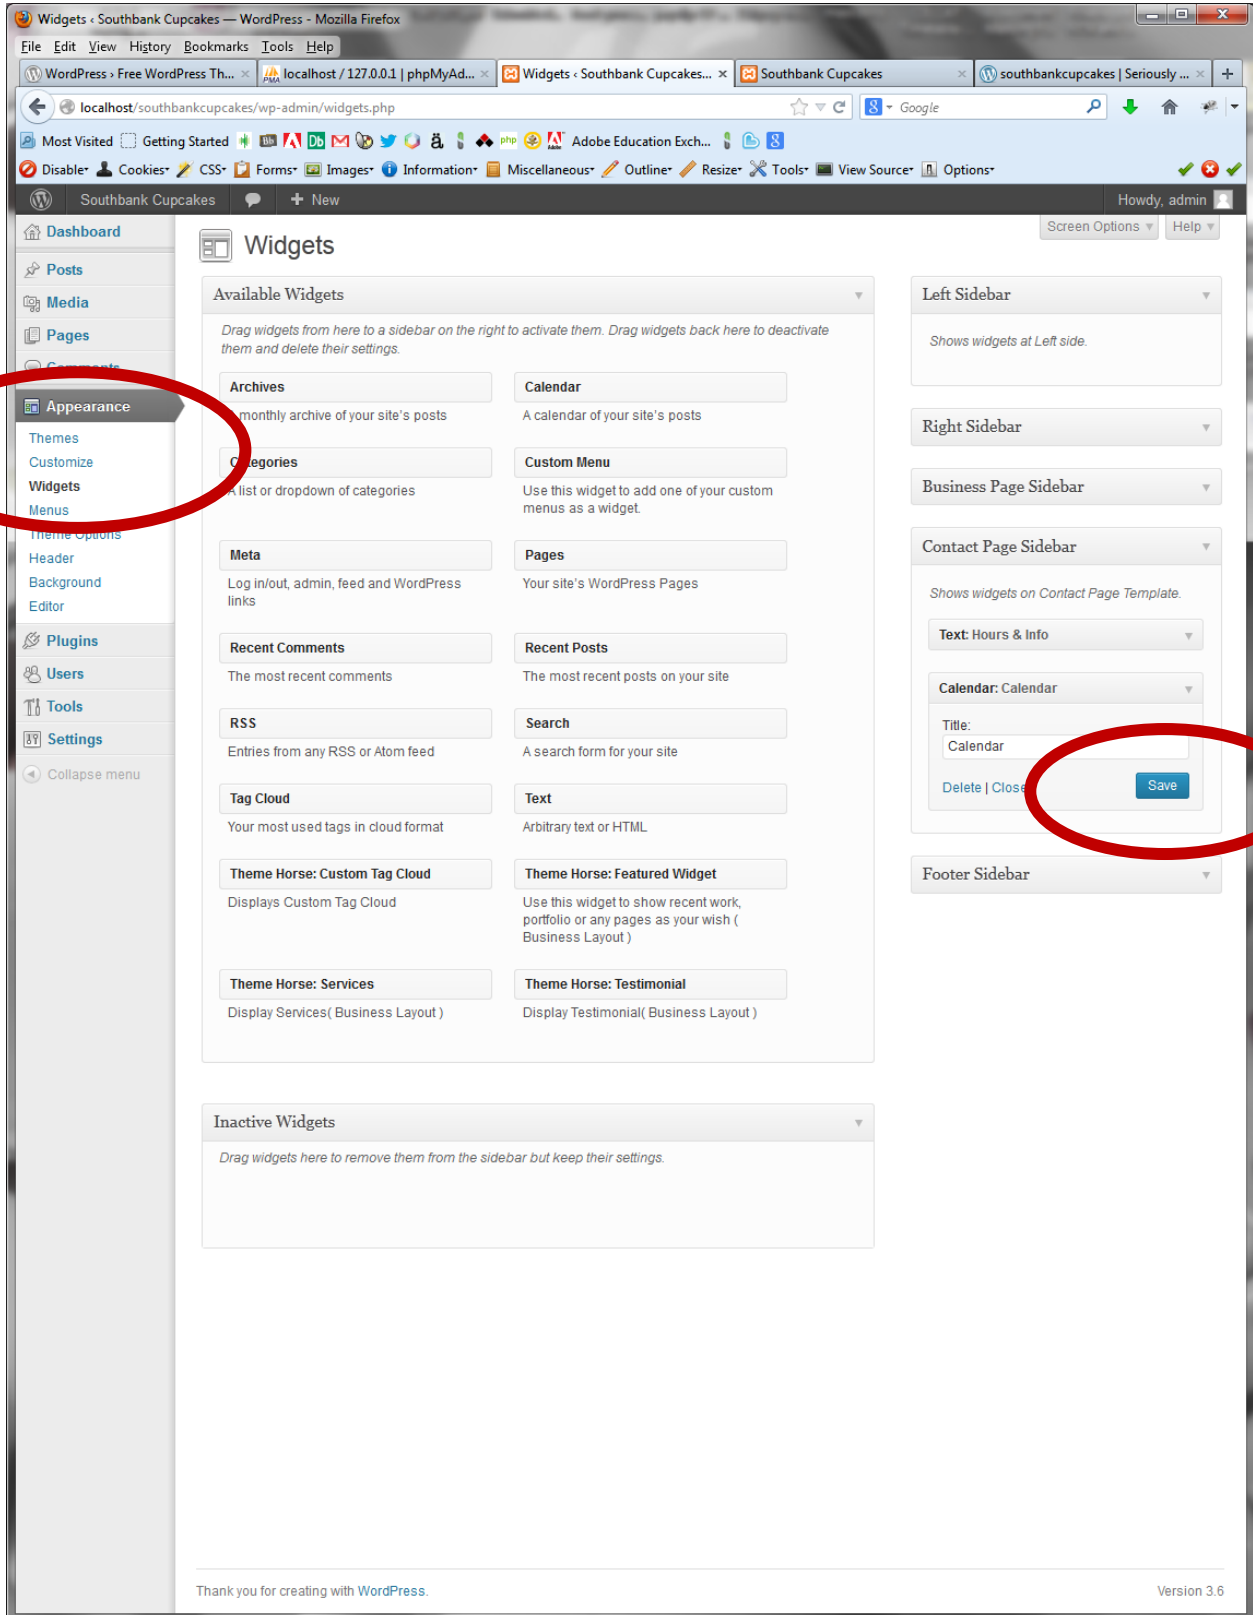 Widgets ‹ Southbank Cupcakes — WordPress - Mozilla Firefox
File Edit View History Bookmarks Tools Help
WordPress › Free WordPress Th... localhost / 127.0.0.1 | phpMyAd... Widgets ‹ Southbank Cupcakes... Southbank Cupcakes southbankcupcakes | Seriously ...
localhost/southbankcupcakes/wp-admin/widgets.php Google
Most Visited Getting Started Adobe Education Exch...
Disable Cookies CSS Forms Images Information Miscellaneous Outline Resize Tools View Source Options
Southbank Cupcakes + New Howdy, admin
Screen Options Help
Dashboard
Posts
Media
Pages
Comments
Appearance
Themes
Customize
Widgets
Menus
Theme Options
Header
Background
Editor
Plugins
Users
Tools
Settings
Collapse menu
Widgets
Available Widgets
Drag widgets from here to a sidebar on the right to activate them. Drag widgets back here to deactivate
them and delete their settings.
Archives
A monthly archive of your site's posts
Calendar
A calendar of your site's posts
Categories
A list or dropdown of categories
Custom Menu
Use this widget to add one of your custom
menus as a widget.
Meta
Log in/out, admin, feed and WordPress
links
Pages
Your site's WordPress Pages
Recent Comments
The most recent comments
Recent Posts
The most recent posts on your site
RSS
Entries from any RSS or Atom feed
Search
A search form for your site
Tag Cloud
Your most used tags in cloud format
Text
Arbitrary text or HTML
Theme Horse: Custom Tag Cloud
Displays Custom Tag Cloud
Theme Horse: Featured Widget
Use this widget to show recent work,
portfolio or any pages as your wish (
Business Layout )
Theme Horse: Services
Display Services( Business Layout )
Theme Horse: Testimonial
Display Testimonial( Business Layout )
Inactive Widgets
Drag widgets here to remove them from the sidebar but keep their settings.
Left Sidebar
Shows widgets at Left side.
Right Sidebar
Business Page Sidebar
Contact Page Sidebar
Shows widgets on Contact Page Template.
Text: Hours & Info
Calendar: Calendar
Title:
Calendar
Delete | Close
Save
Footer Sidebar
Thank you for creating with WordPress.
Version 3.6